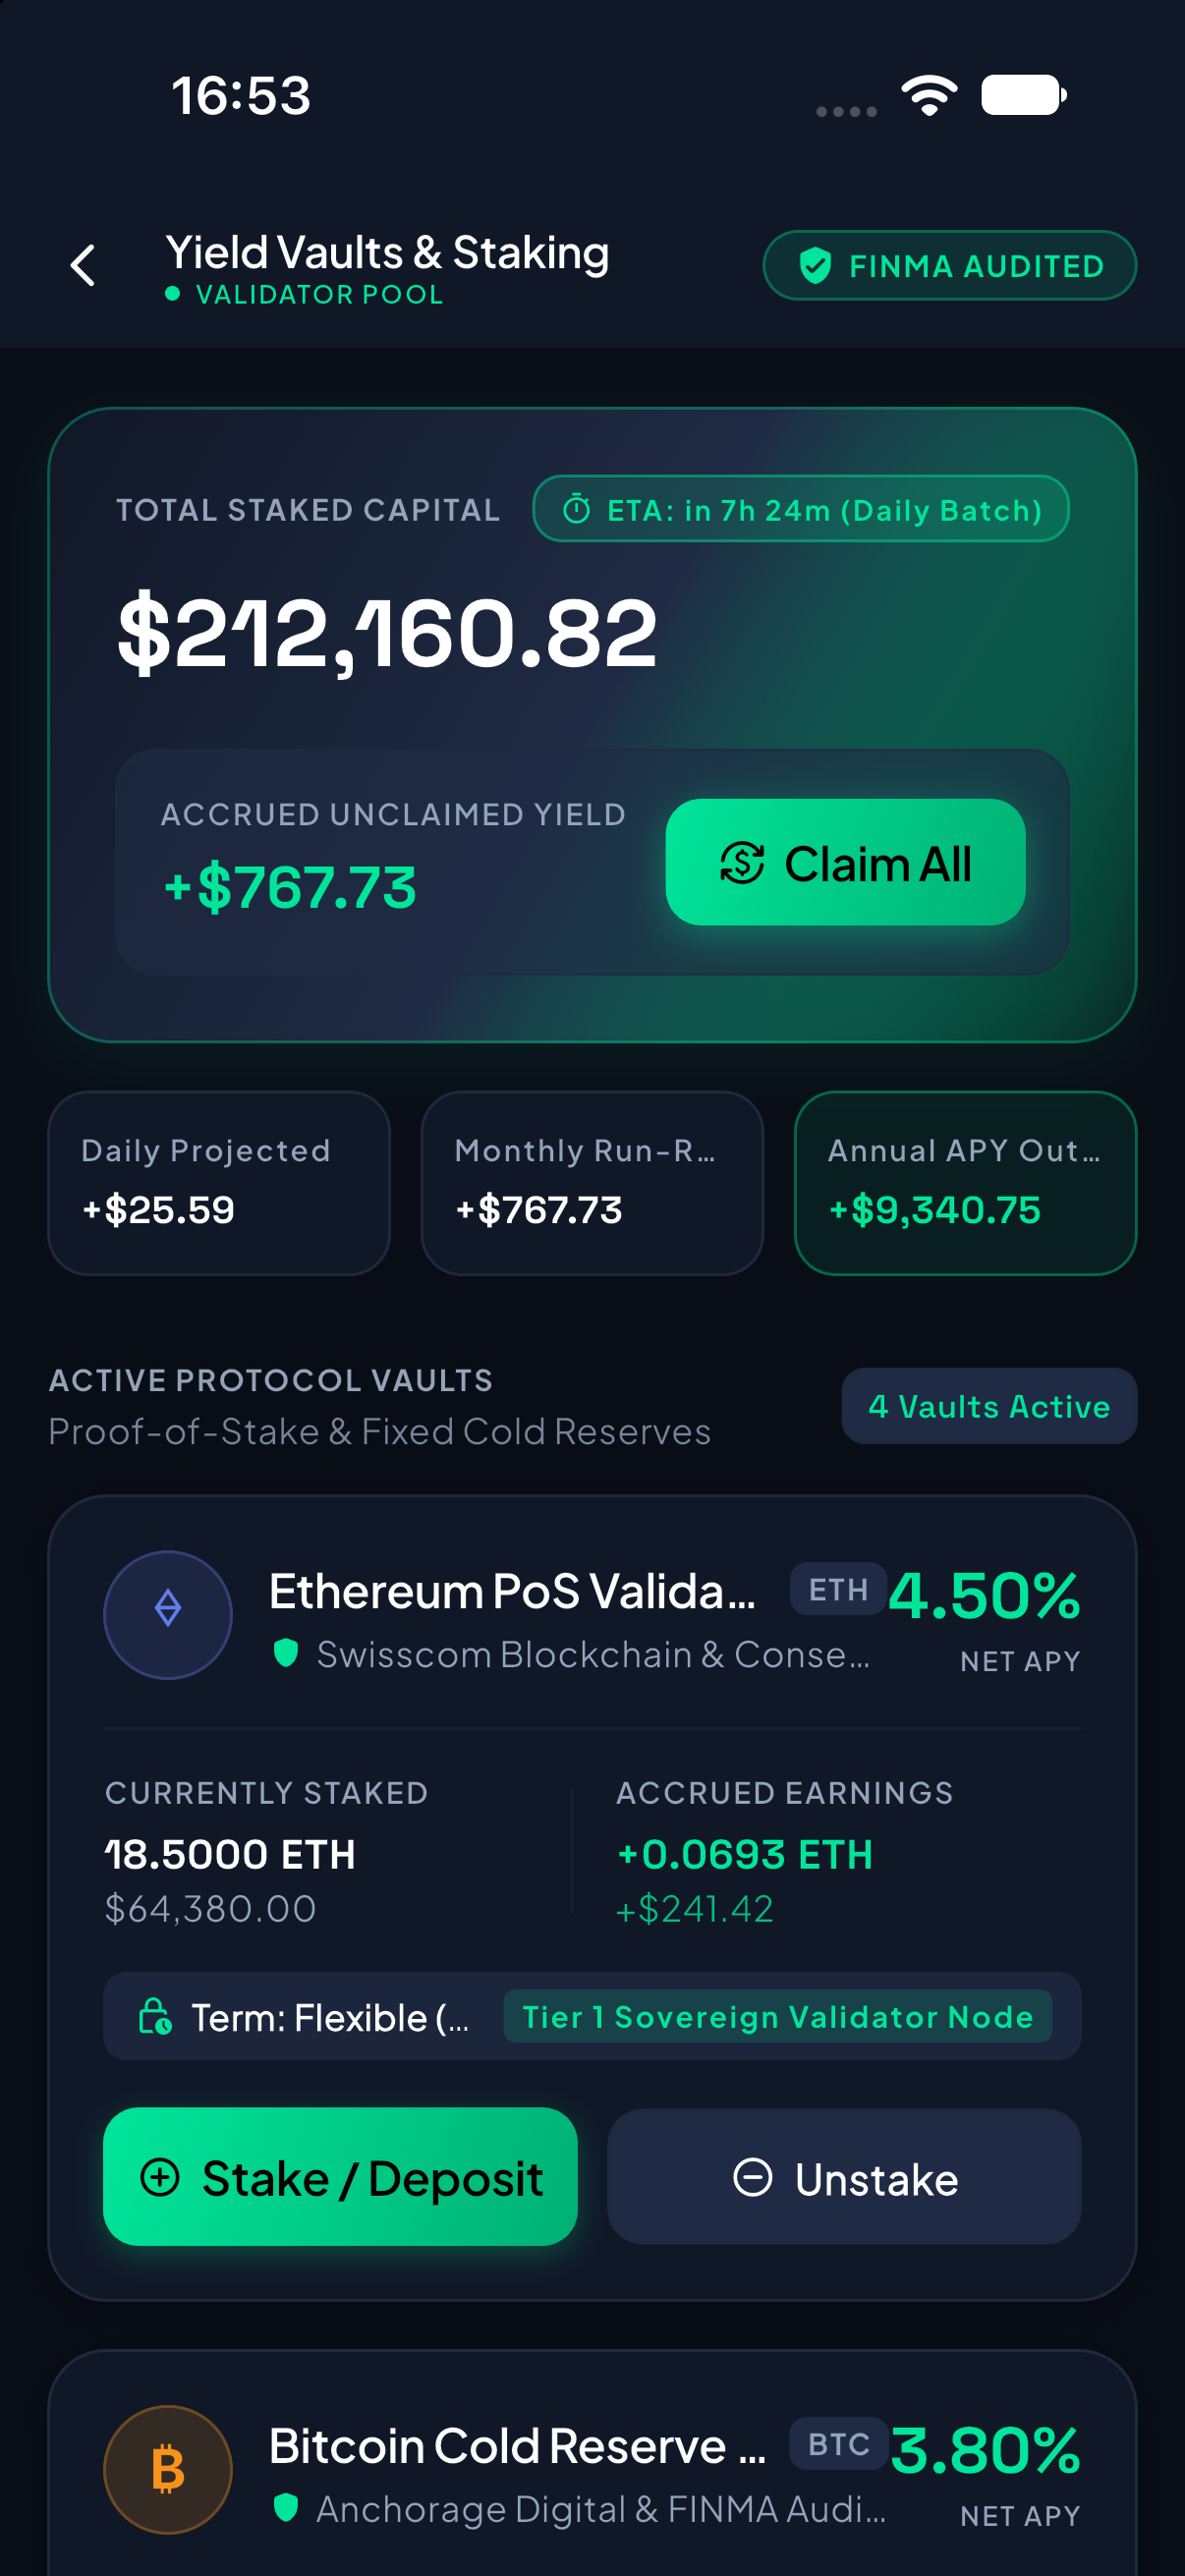 16:53
Yield Vaults & Staking
VALIDATOR POOL
FINMA AUDITED
TOTAL STAKED CAPITAL
ETA: in 7h 24m (Daily Batch)
$212,160.82
ACCRUED UNCLAIMED YIELD
+$767.73
Claim All
Daily Projected
+$25.59
Monthly Run-R...
+$767.73
Annual APY Out...
+$9,340.75
ACTIVE PROTOCOL VAULTS
Proof-of-Stake & Fixed Cold Reserves
4 Vaults Active
Ethereum PoS Valida...
ETH
4.50%
Swisscom Blockchain & Conse...
NET APY
CURRENTLY STAKED
18.5000 ETH
$64,380.00
ACCRUED EARNINGS
+0.0693 ETH
+$241.42
Term: Flexible (...
Tier 1 Sovereign Validator Node
Stake / Deposit
Unstake
Bitcoin Cold Reserve ...
BTC
3.80%
Anchorage Digital & FINMA Audi...
NET APY